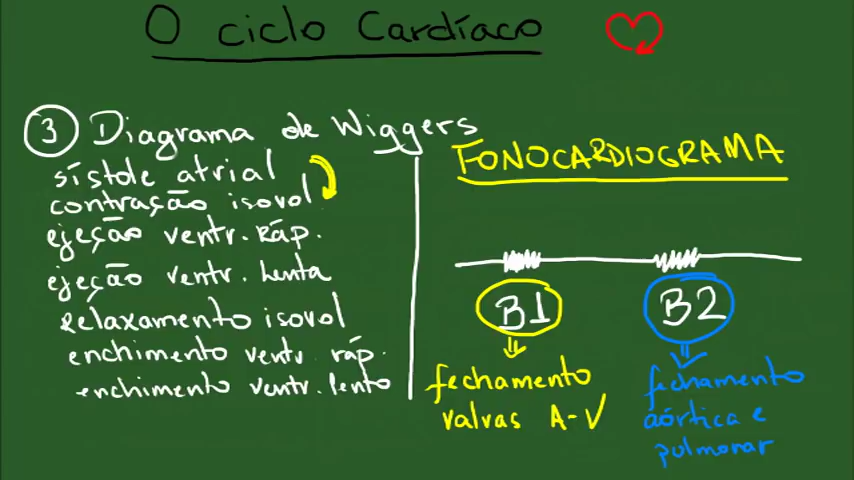 O ciclo Cardíaco
3 Diagrama de Wiggers
sístole atrial
contração isovol.
ejeção ventr. Ráp.
ejeção ventr. Lenta
Relaxamento isovol
enchimento ventr. ráp.
enchimento ventr. lento
FONOCARDIOGRAMA
B1
fechamento
valvas A-V
B2
fechamento
aórtica e
pulmonar